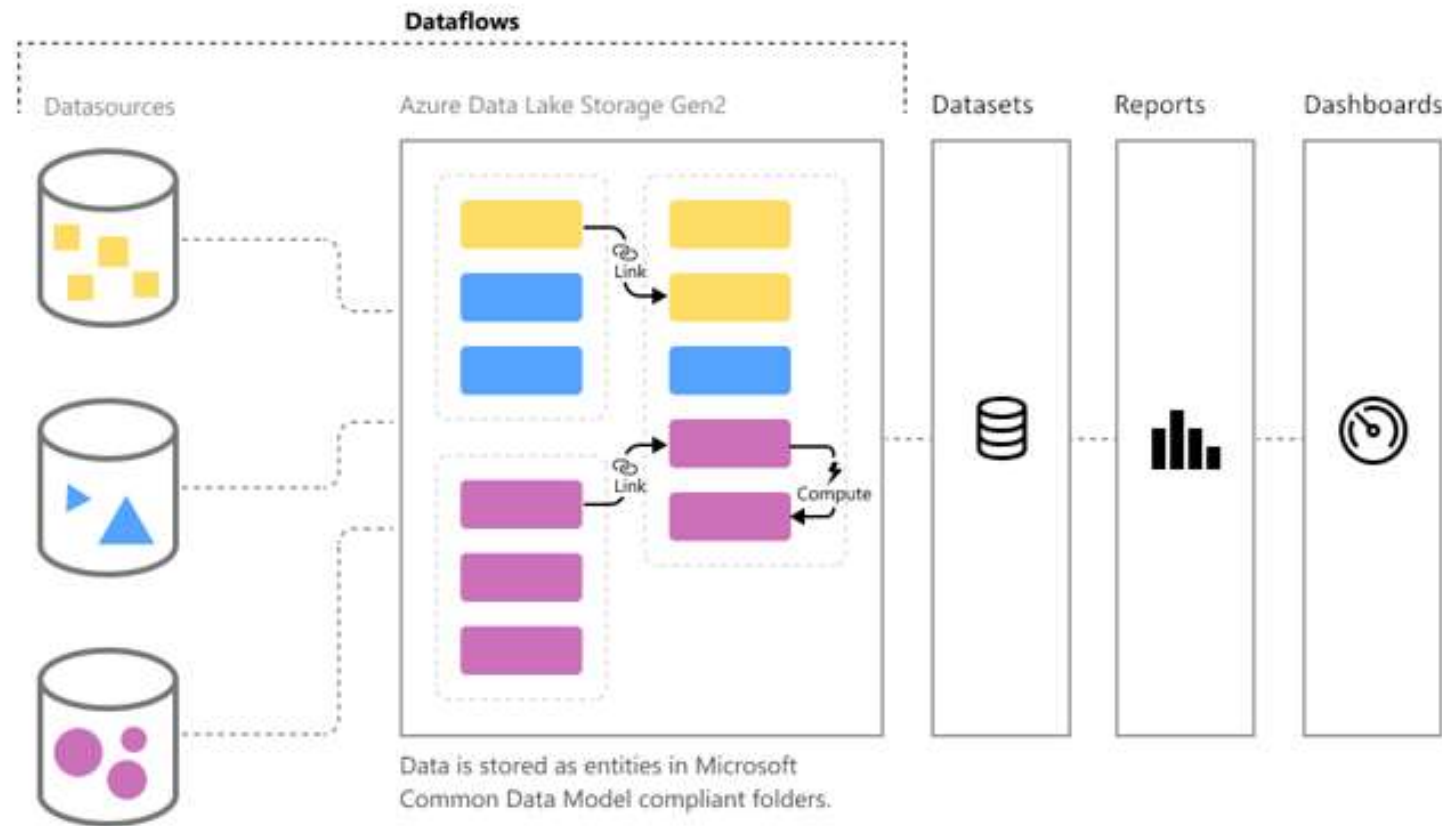 Dataflows
Datasources
Azure Data Lake Storage Gen2
Datasets
Reports
Dashboards
Link
Link
Compute
Data is stored as entities in Microsoft
Common Data Model compliant folders.